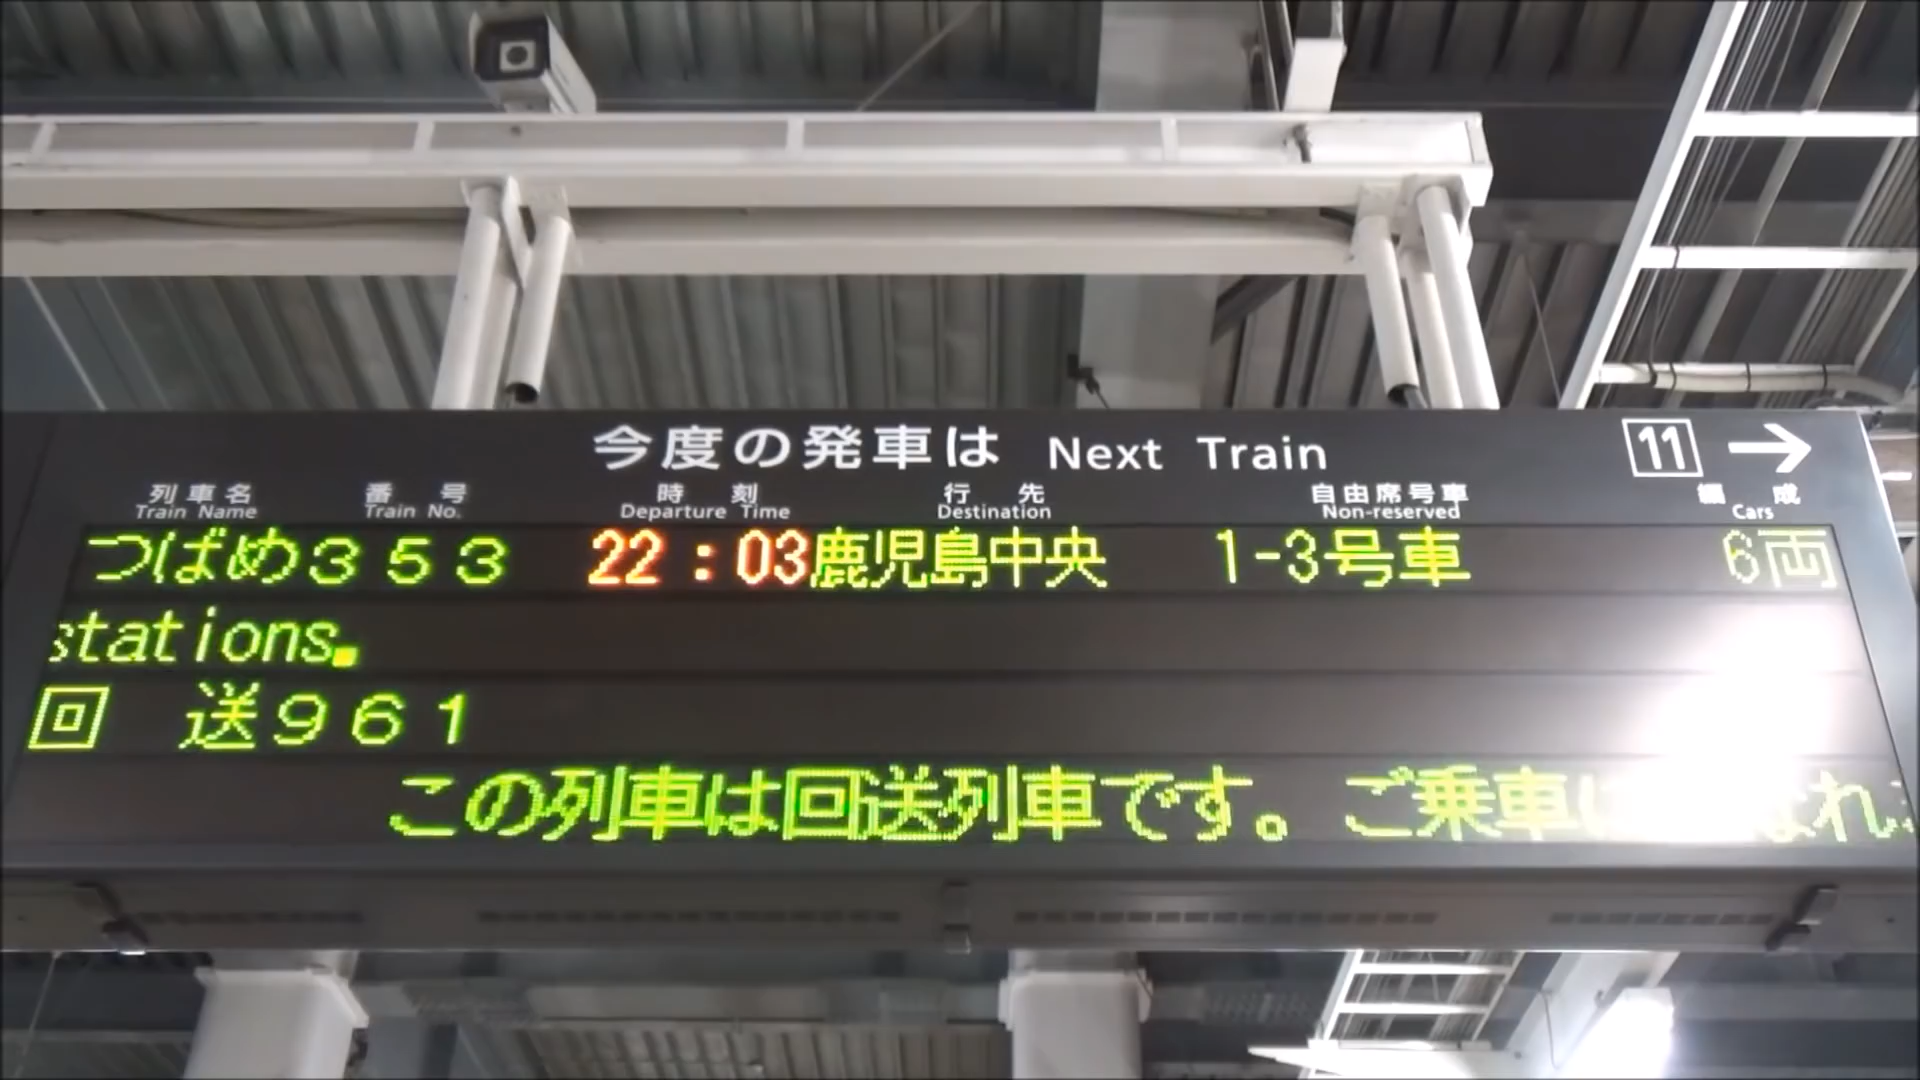 今度の発車は Next Train 11 →
列車名 番号 時刻 行先 自由席号車 編成
Train Name Train No. Departure Time Destination Non-reserved Cars
つばめ353 22:03 鹿児島中央 1-3号車 6両
stations.
回 送961
この列車は回送列車です。ご乗車に なれ